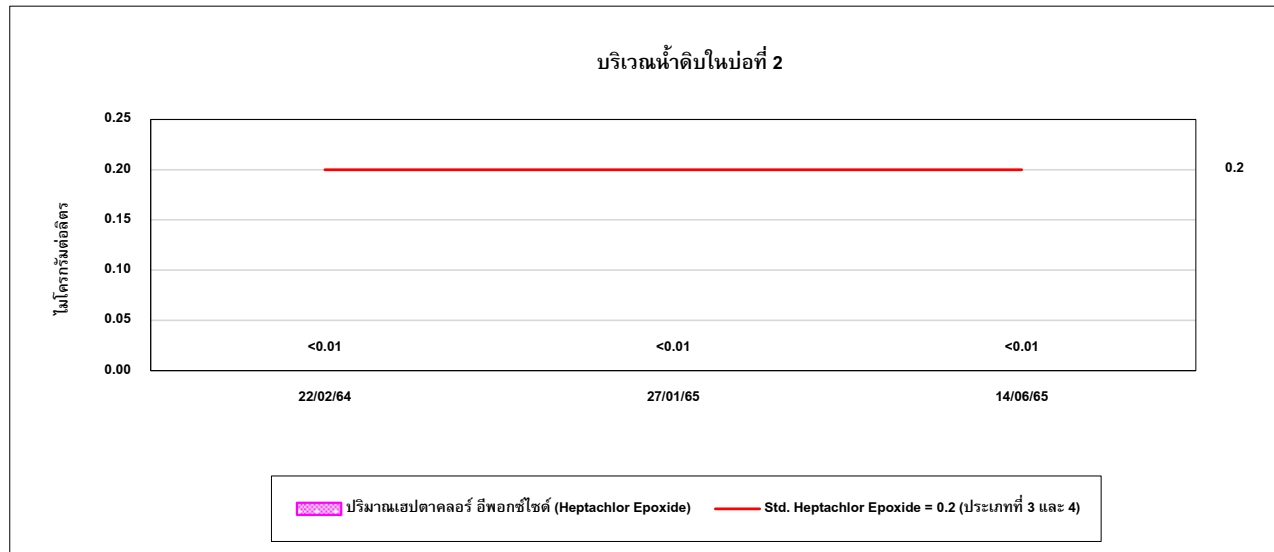 บริเวณน้ำดิบในบ่อที่ 2
ไมโครกรัมต่อลิตร
0.25
0.20
0.15
0.10
0.05
0.00
0.2
<0.01 <0.01 <0.01
22/02/64 27/01/65 14/06/65
ปริมาณเฮปตาคลอร์ อีพอกซ์ไซด์ (Heptachlor Epoxide) Std. Heptachlor Epoxide = 0.2 (ประเภทที่ 3 และ 4)